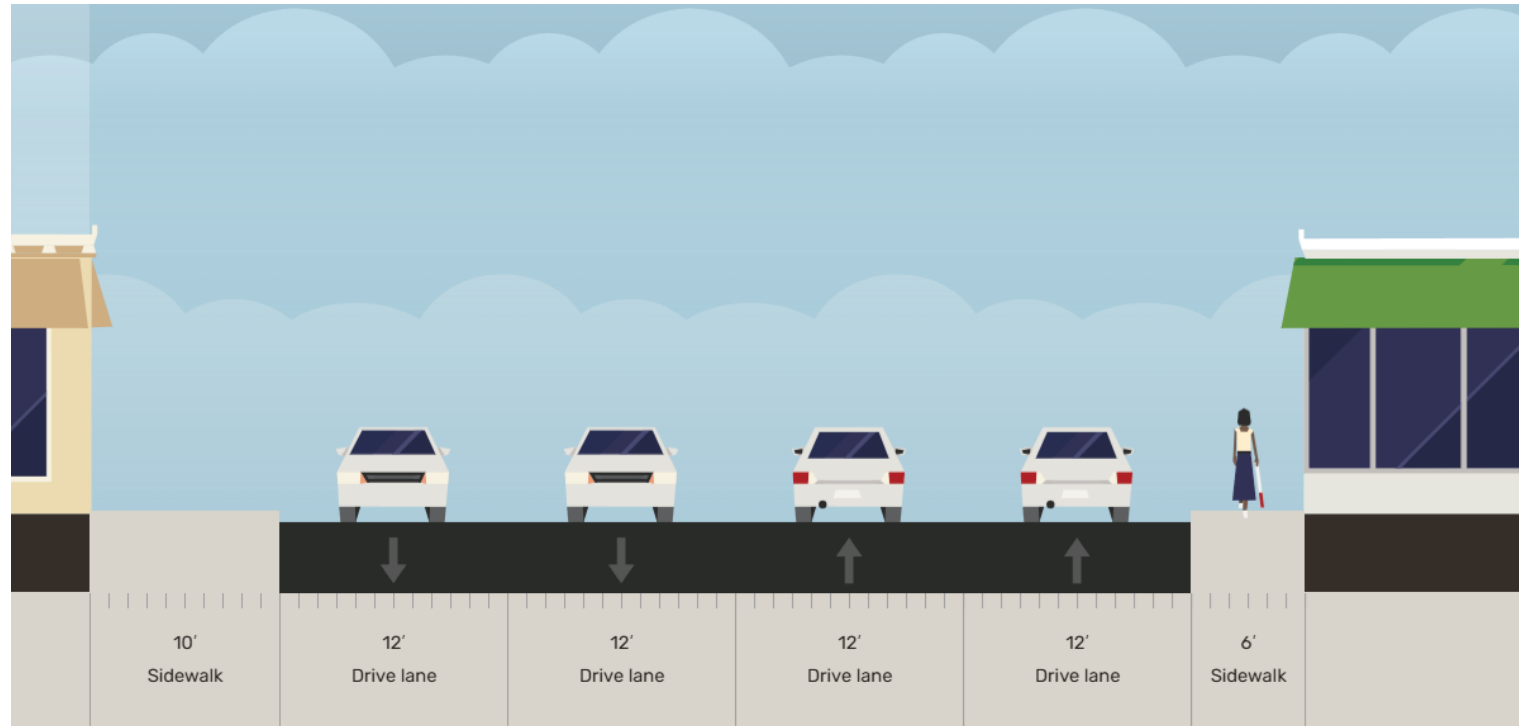 10′
Sidewalk
12′
Drive lane
12′
Drive lane
12′
Drive lane
12′
Drive lane
6′
Sidewalk